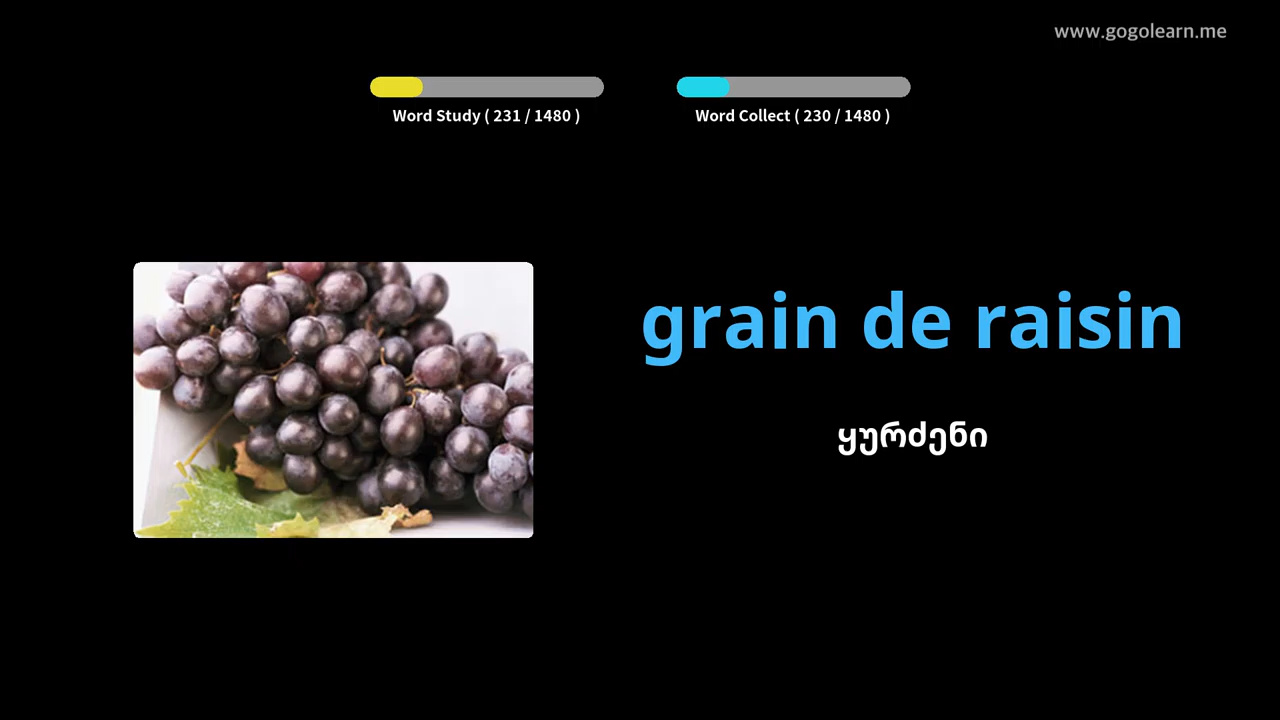 www.gogolearn.me
Word Study ( 231 / 1480 )
Word Collect ( 230 / 1480 )
grain de raisin
ყურძენი